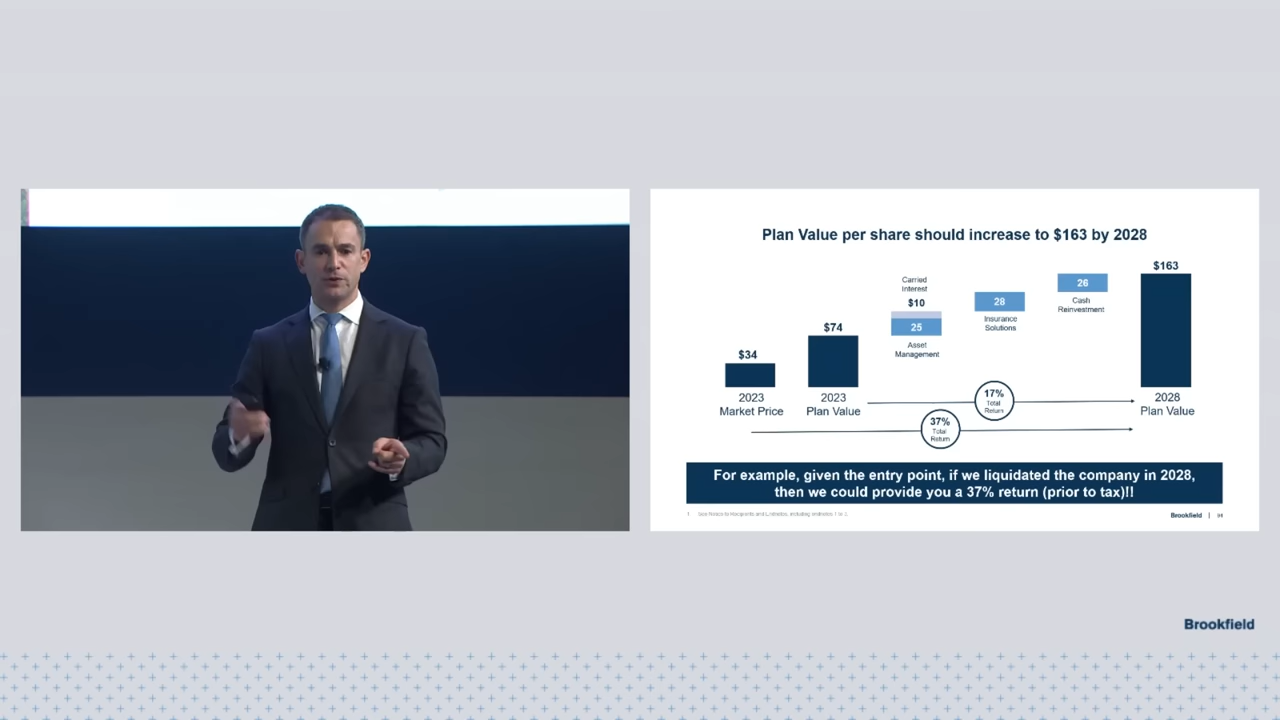 Plan Value per share should increase to $163 by 2028
$34
2023
Market Price
$74
2023
Plan Value
Carried
Interest
$10
25
Asset
Management
28
Insurance
Solutions
26
Cash
Reinvestment
$163
2028
Plan Value
17%
Total
Return
37%
Total
Return
For example, given the entry point, if we liquidated the company in 2028,
then we could provide you a 37% return (prior to tax)!!
Brookfield |
Brookfield